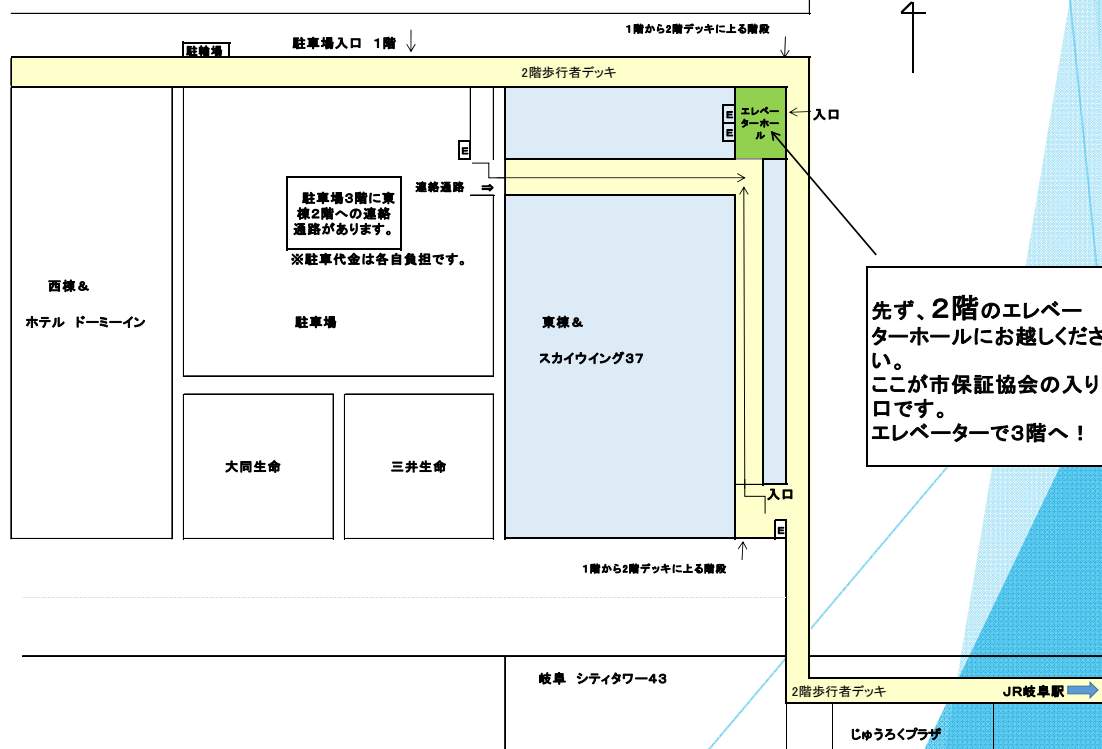 1階から2階デッキに上る階段
駐車場入口 1階
駐輪場
2階歩行者デッキ
エレベー
ターホー
ル
入口
E
E
E
連絡通路 ⇒
駐車場3階に東
棟2階への連絡
通路があります。
※駐車代金は各自負担です。
西棟&
ホテル ドーミーイン
駐車場
東棟&
スカイウイング37
先ず、2階のエレベー
ターホールにお越しくださ
い。
ここが市保証協会の入り
口です。
エレベーターで3階へ!
大同生命
三井生命
入口
E
1階から2階デッキに上る階段
岐阜 シティタワー43
2階歩行者デッキ
JR岐阜駅
じゅうろくプラザ